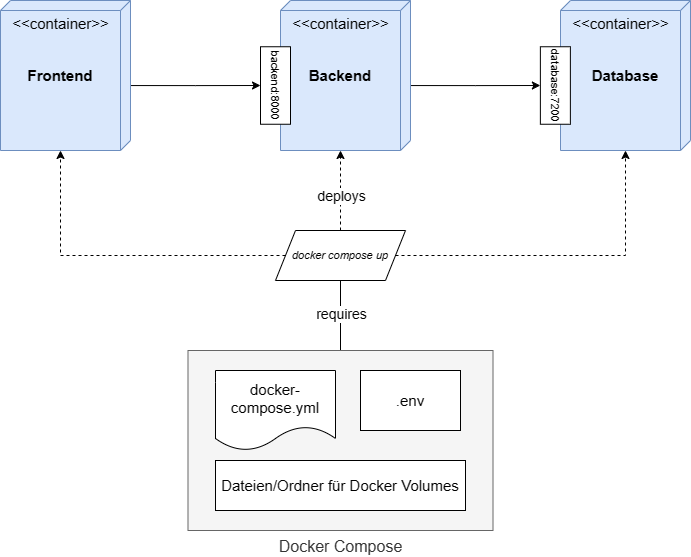 <<container>>
Frontend
<<container>>
Backend
<<container>>
Database
backend:8000
database:7200
deploys
docker compose up
requires
docker-
compose.yml
.env
Dateien/Ordner für Docker Volumes
Docker Compose